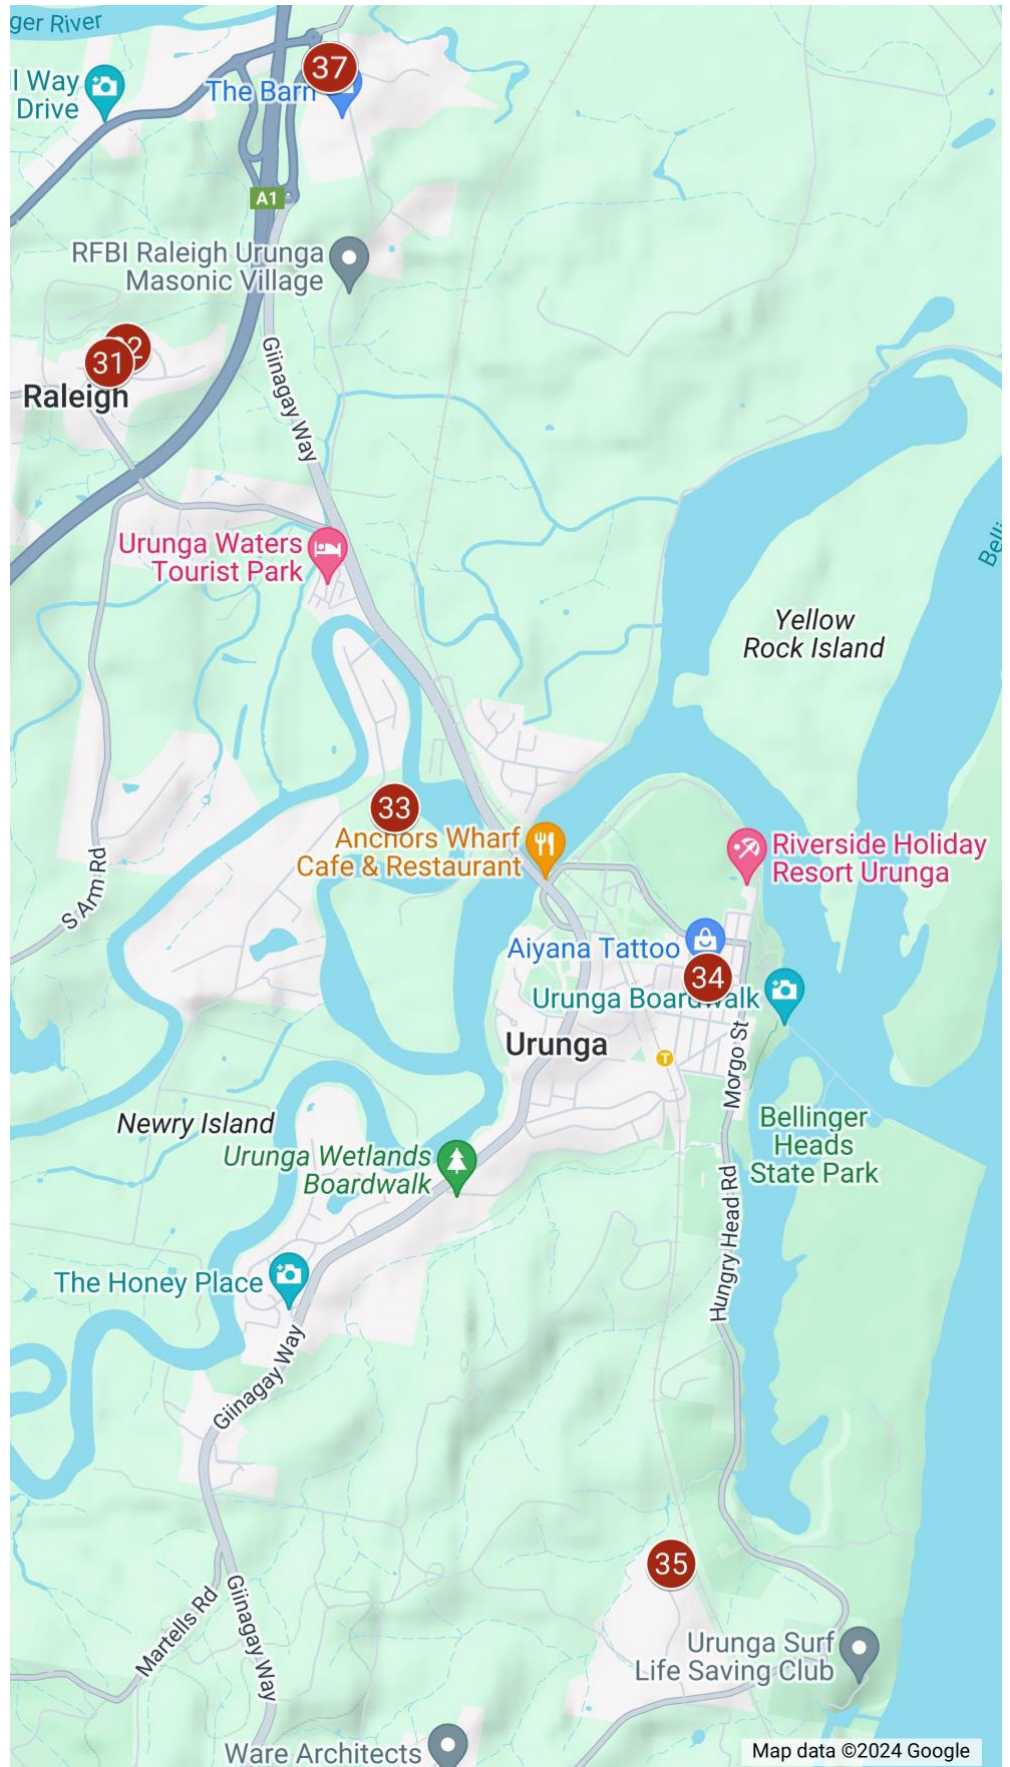 ger River
37
l Way
Drive
The Barn
A1
RFBI Raleigh Urunga
Masonic Village
31
Raleigh
Giinagay Way
Urunga Waters
Tourist Park
Yellow
Rock Island
33
Anchors Wharf
Cafe & Restaurant
Riverside Holiday
Resort Urunga
S Arm Rd
Aiyana Tattoo
34
Urunga Boardwalk
Urunga
T
Morgo St
Newry Island
Bellinger
Heads
State Park
Urunga Wetlands
Boardwalk
Hungry Head Rd
The Honey Place
Giinagay Way
35
Martells Rd
Giinagay Way
Urunga Surf
Life Saving Club
Ware Architects
Map data ©2024 Google